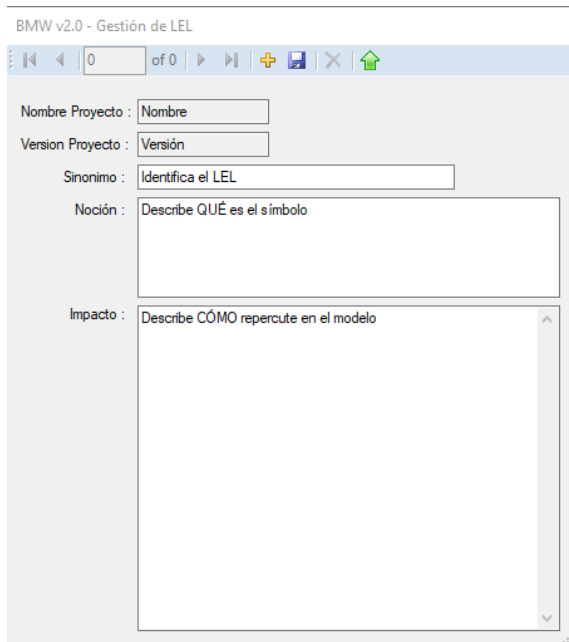 BMW v2.0 - Gestión de LEL
0 of 0
Nombre Proyecto : Nombre
Version Proyecto : Versión
Sinonimo : Identifica el LEL
Noción : Describe QUÉ es el símbolo
Impacto : Describe CÓMO repercute en el modelo